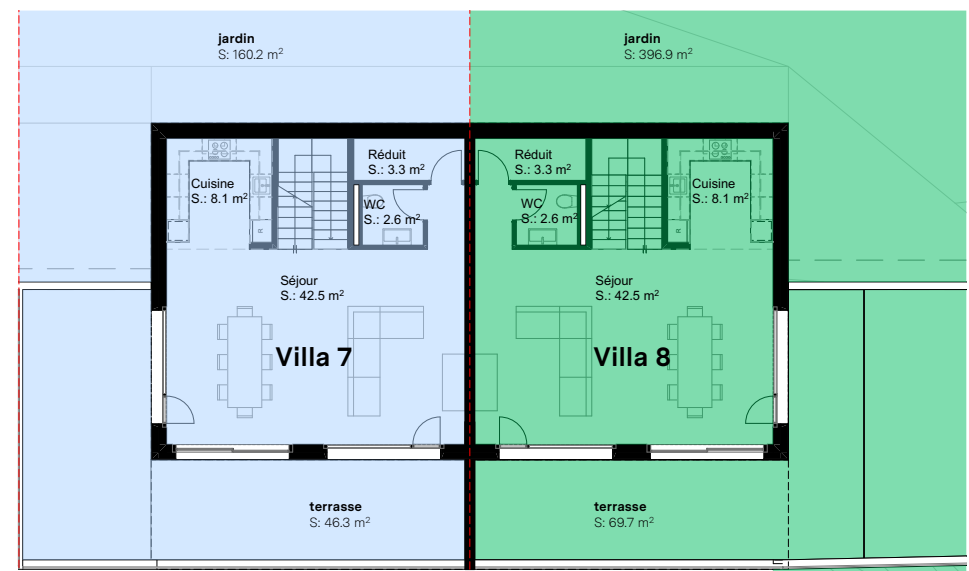 jardin
S: 160.2 m²
jardin
S: 396.9 m²
Réduit
S.: 3.3 m²
Réduit
S.: 3.3 m²
Cuisine
S.: 8.1 m²
WC
S.: 2.6 m²
WC
S.: 2.6 m²
Cuisine
S.: 8.1 m²
R
R
Séjour
S.: 42.5 m²
Séjour
S.: 42.5 m²
Villa 7
Villa 8
terrasse
S: 46.3 m²
terrasse
S: 69.7 m²